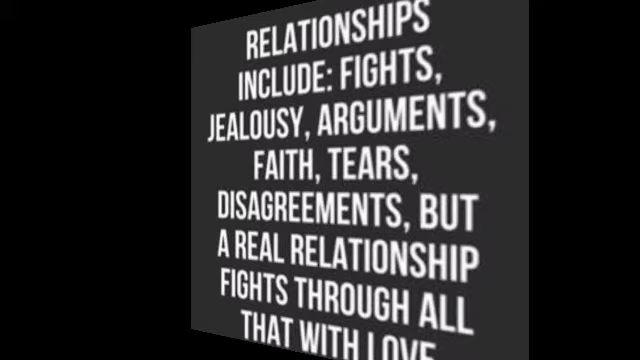 RELATIONSHIPS
INCLUDE: FIGHTS,
JEALOUSY, ARGUMENTS,
FAITH, TEARS,
DISAGREEMENTS, BUT
A REAL RELATIONSHIP
FIGHTS THROUGH ALL
THAT WITH LOVE